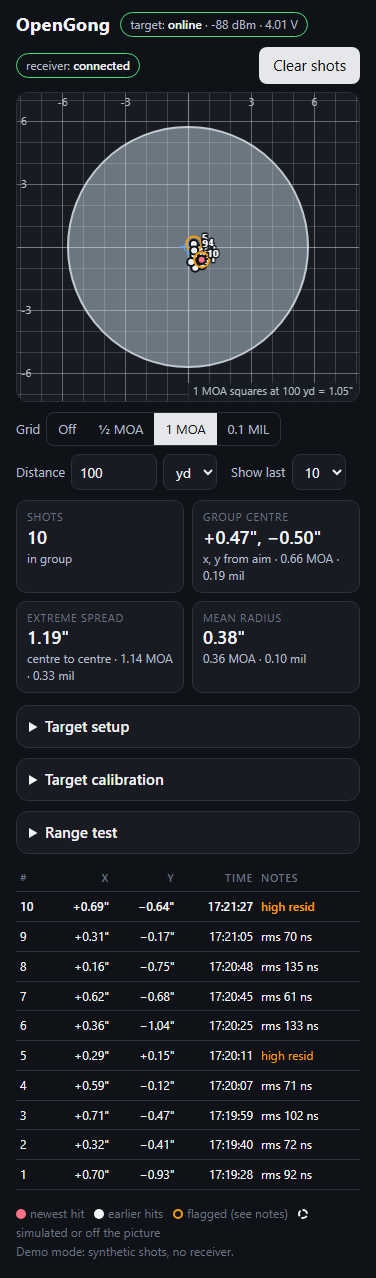 OpenGong
target: online · -88 dBm · 4.01 V
receiver: connected
Clear shots
-6 -3 3 6
6
3
-3
-6
5
94
10
1 MOA squares at 100 yd = 1.05"
Grid Off ½ MOA 1 MOA 0.1 MIL
Distance 100 yd Show last 10
SHOTS
10
in group
GROUP CENTRE
+0.47", −0.50"
x, y from aim · 0.66 MOA ·
0.19 mil
EXTREME SPREAD
1.19"
centre to centre · 1.14 MOA
· 0.33 mil
MEAN RADIUS
0.38"
0.36 MOA · 0.10 mil
Target setup
Target calibration
Range test
# X Y TIME NOTES
10 +0.69" −0.64" 17:21:27 high resid
9 +0.31" −0.17" 17:21:05 rms 70 ns
8 +0.16" −0.75" 17:20:48 rms 135 ns
7 +0.62" −0.68" 17:20:45 rms 61 ns
6 +0.36" −1.04" 17:20:25 rms 133 ns
5 +0.29" +0.15" 17:20:11 high resid
4 +0.59" −0.12" 17:20:07 rms 71 ns
3 +0.71" −0.47" 17:19:59 rms 102 ns
2 +0.32" −0.41" 17:19:40 rms 72 ns
1 +0.70" −0.93" 17:19:28 rms 92 ns
newest hit earlier hits flagged (see notes)
simulated or off the picture
Demo mode: synthetic shots, no receiver.